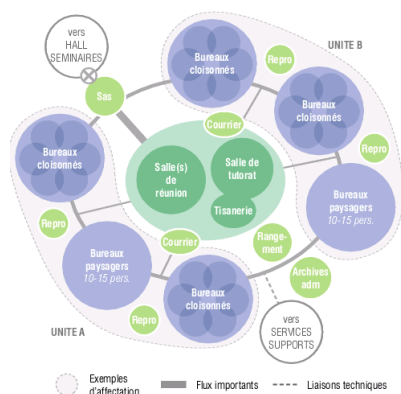 vers
HALL
SEMINAIRES
Bureaux
cloisonnés
Repro
UNITE B
Sas
Bureaux
cloisonnés
Courrier
Bureaux
cloisonnés
Repro
Salle(s)
de
réunion
Salle de
tutorat
Tisanerie
Bureaux
paysagers
10-15 pers.
Repro
Courrier
Range-
ment
Bureaux
paysagers
10-15 pers.
Archives
adm
Bureaux
cloisonnés
Repro
UNITE A
vers
SERVICES
SUPPORTS
Exemples
d'affectation
Flux importants
Liaisons techniques